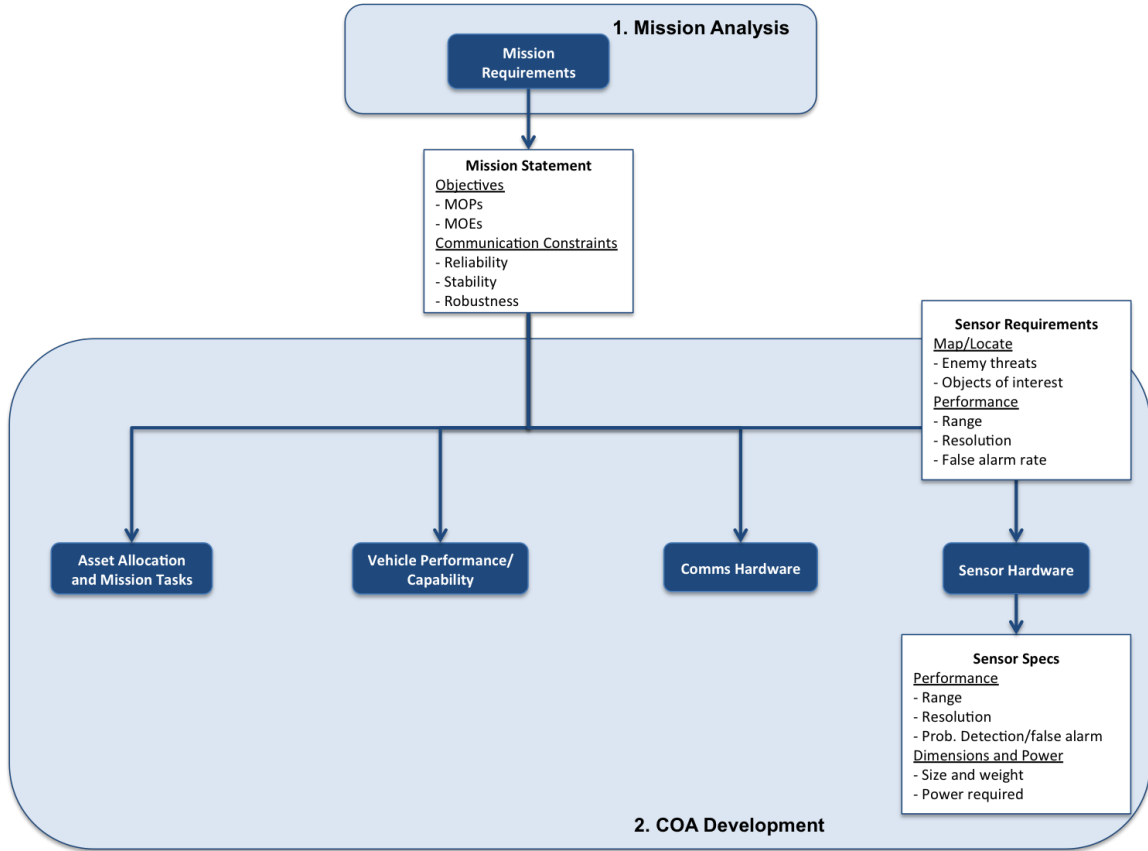 1. Mission Analysis
Mission
Requirements
Mission Statement
Objectives
- MOPs
- MOEs
Communication Constraints
- Reliability
- Stability
- Robustness
Sensor Requirements
Map/Locate
- Enemy threats
- Objects of interest
Performance
- Range
- Resolution
- False alarm rate
Asset Allocation
and Mission Tasks
Vehicle Performance/
Capability
Comms Hardware
Sensor Hardware
Sensor Specs
Performance
- Range
- Resolution
- Prob. Detection/false alarm
Dimensions and Power
- Size and weight
- Power required
2. COA Development